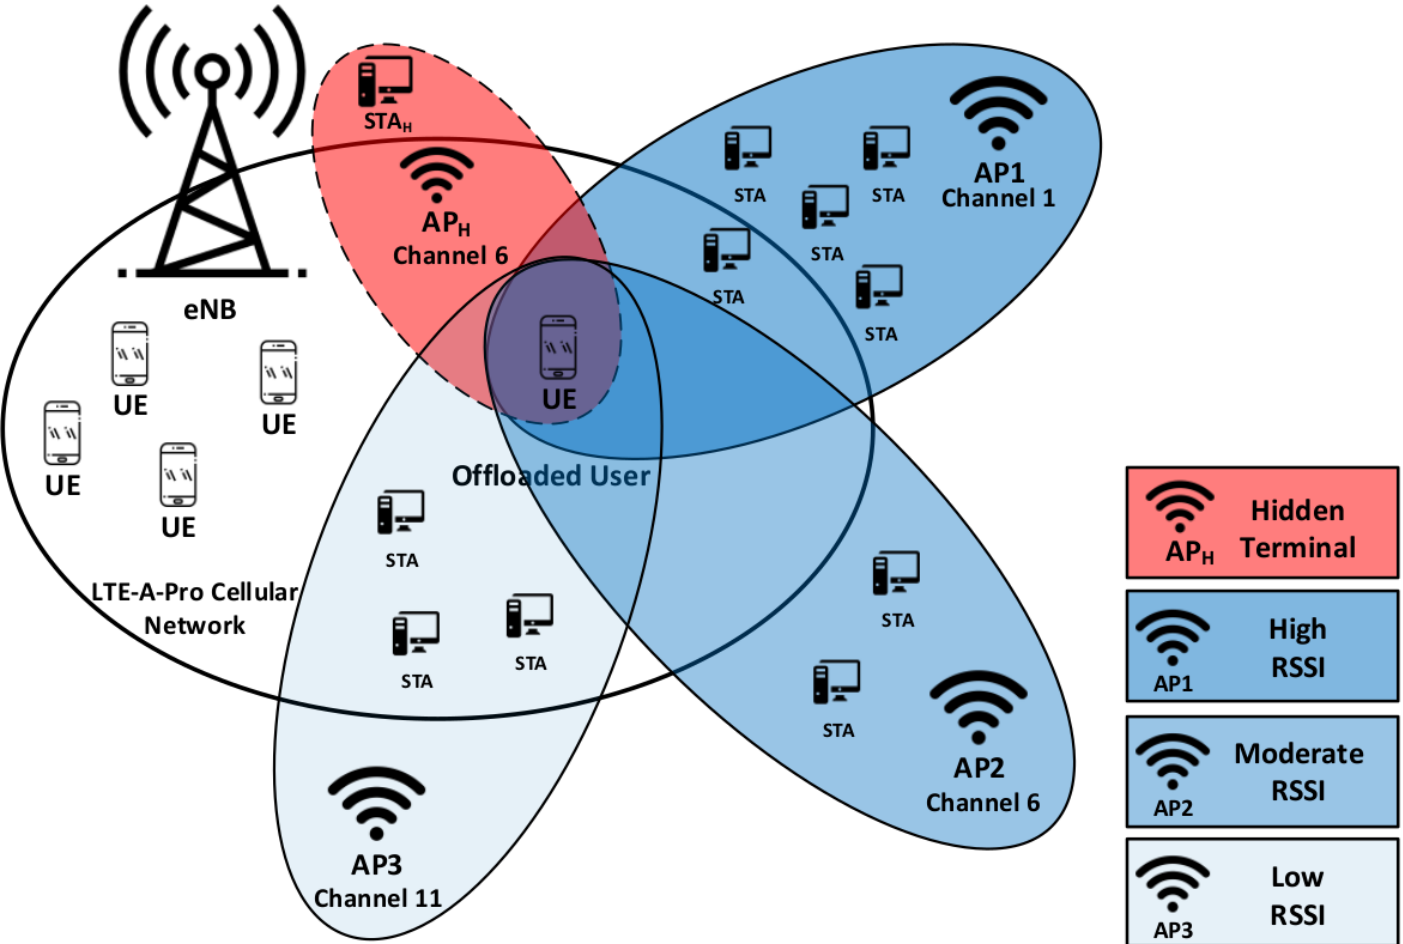 STAH
APH
Channel 6
AP1
Channel 1
STA
STA
STA
STA
STA
eNB
UE
UE
UE
UE
UE
Offloaded User
LTE-A-Pro Cellular
Network
STA
STA
STA
STA
STA
AP2
Channel 6
AP3
Channel 11
APH
Hidden
Terminal
AP1
High
RSSI
AP2
Moderate
RSSI
AP3
Low
RSSI